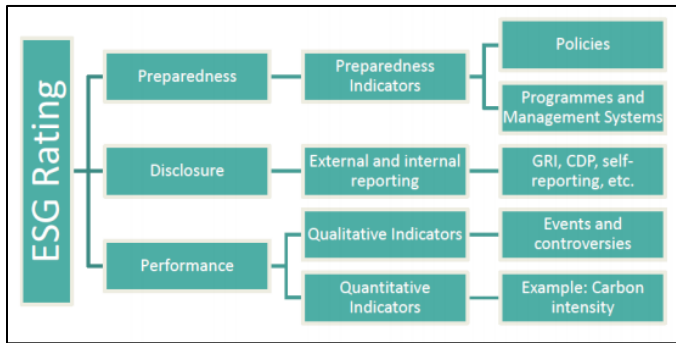 ESG Rating
Preparedness
Preparedness
Indicators
Policies
Programmes and
Management Systems
Disclosure
External and internal
reporting
GRI, CDP, self-
reporting, etc.
Performance
Qualitative Indicators
Events and
controversies
Quantitative
Indicators
Example: Carbon
intensity